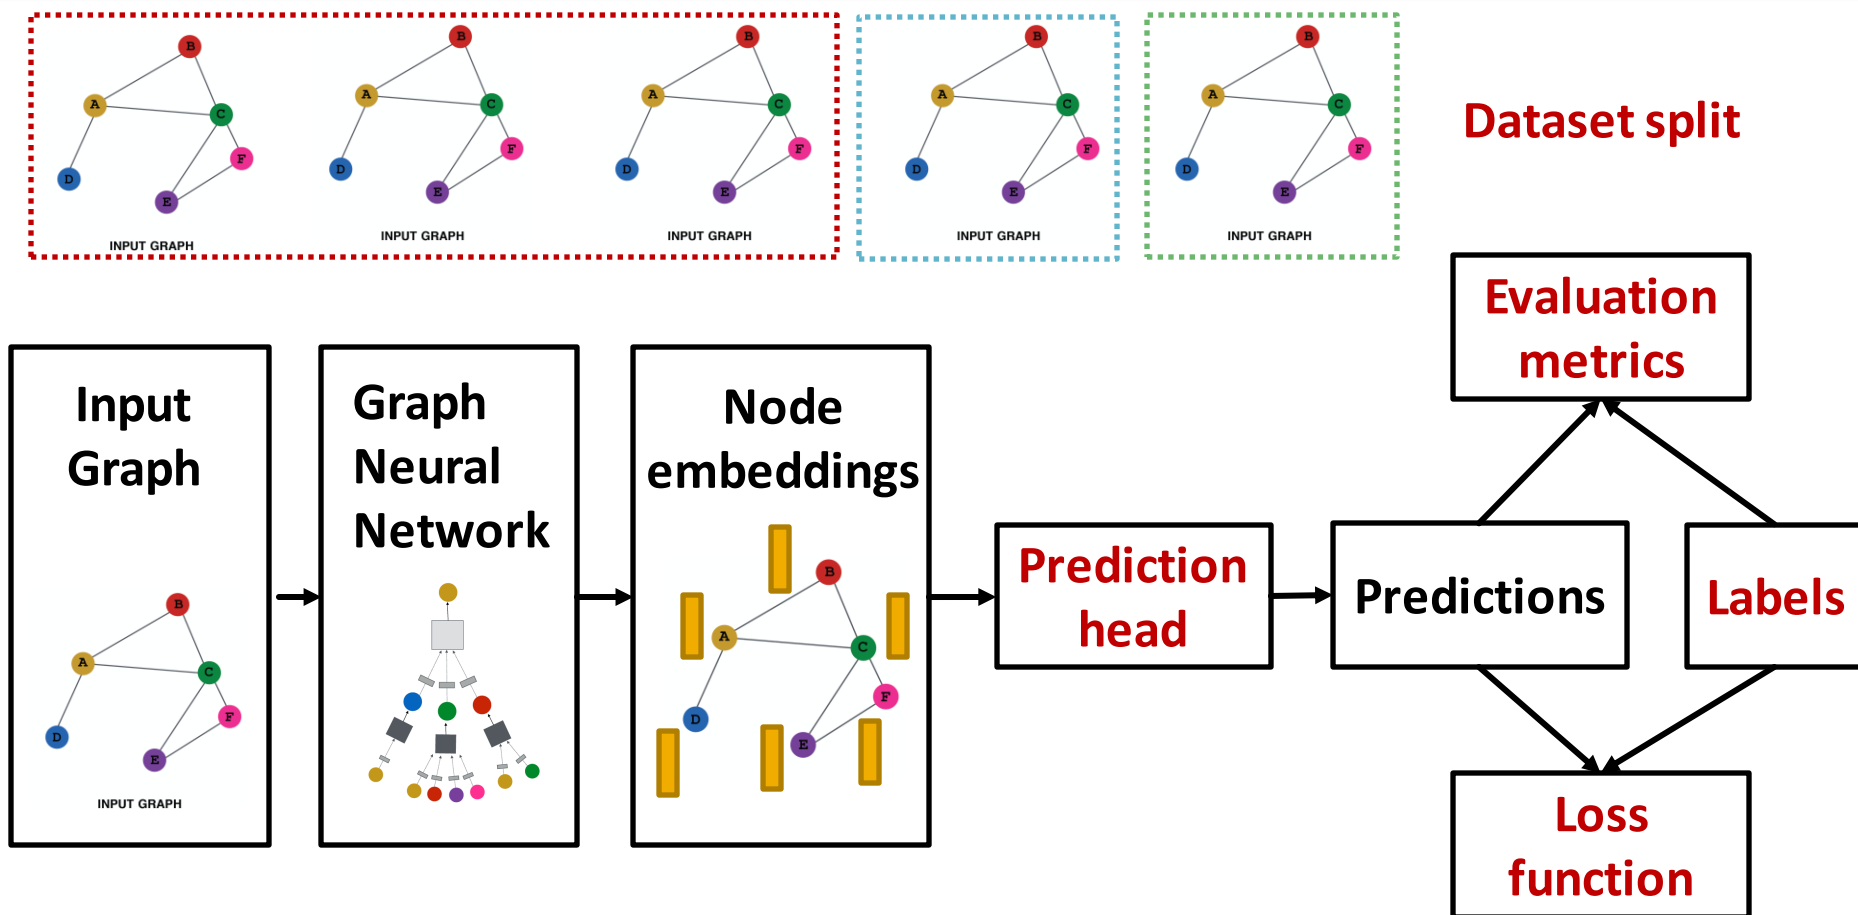 B
A
C
F
D
E
INPUT GRAPH
B
A
C
F
D
E
INPUT GRAPH
B
A
C
F
D
E
INPUT GRAPH
B
A
C
F
D
E
INPUT GRAPH
B
A
C
F
D
E
INPUT GRAPH
Dataset split
Input
Graph
B
A
C
F
D
E
INPUT GRAPH
Graph
Neural
Network
Node
embeddings
B
A
C
F
D
E
Prediction
head
Predictions
Labels
Evaluation
metrics
Loss
function